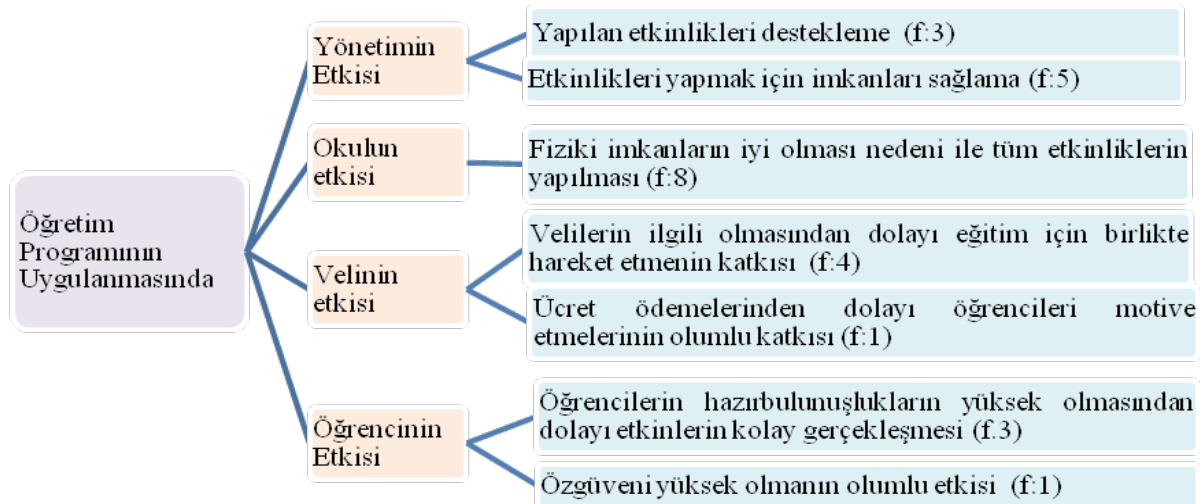 Öğretim
Programının
Uygulanmasında
Yönetimin
Etkisi
Yapılan etkinlikleri destekleme (f:3)
Etkinlikleri yapmak için imkanları sağlama (f:5)
Okulun
etkisi
Fiziki imkanların iyi olması nedeni ile tüm etkinliklerin
yapılması (f:8)
Velinin
etkisi
Velilerin ilgili olmasından dolayı eğitim için birlikte
hareket etmenin katkısı (f:4)
Ücret ödemelerinden dolayı öğrencileri motive
etmelerinin olumlu katkısı (f:1)
Öğrencinin
Etkisi
Öğrencilerin hazırbulunuşlukların yüksek olmasından
dolayı etkinlerin kolay gerçekleşmesi (f.3)
Özgüveni yüksek olmanın olumlu etkisi (f:1)